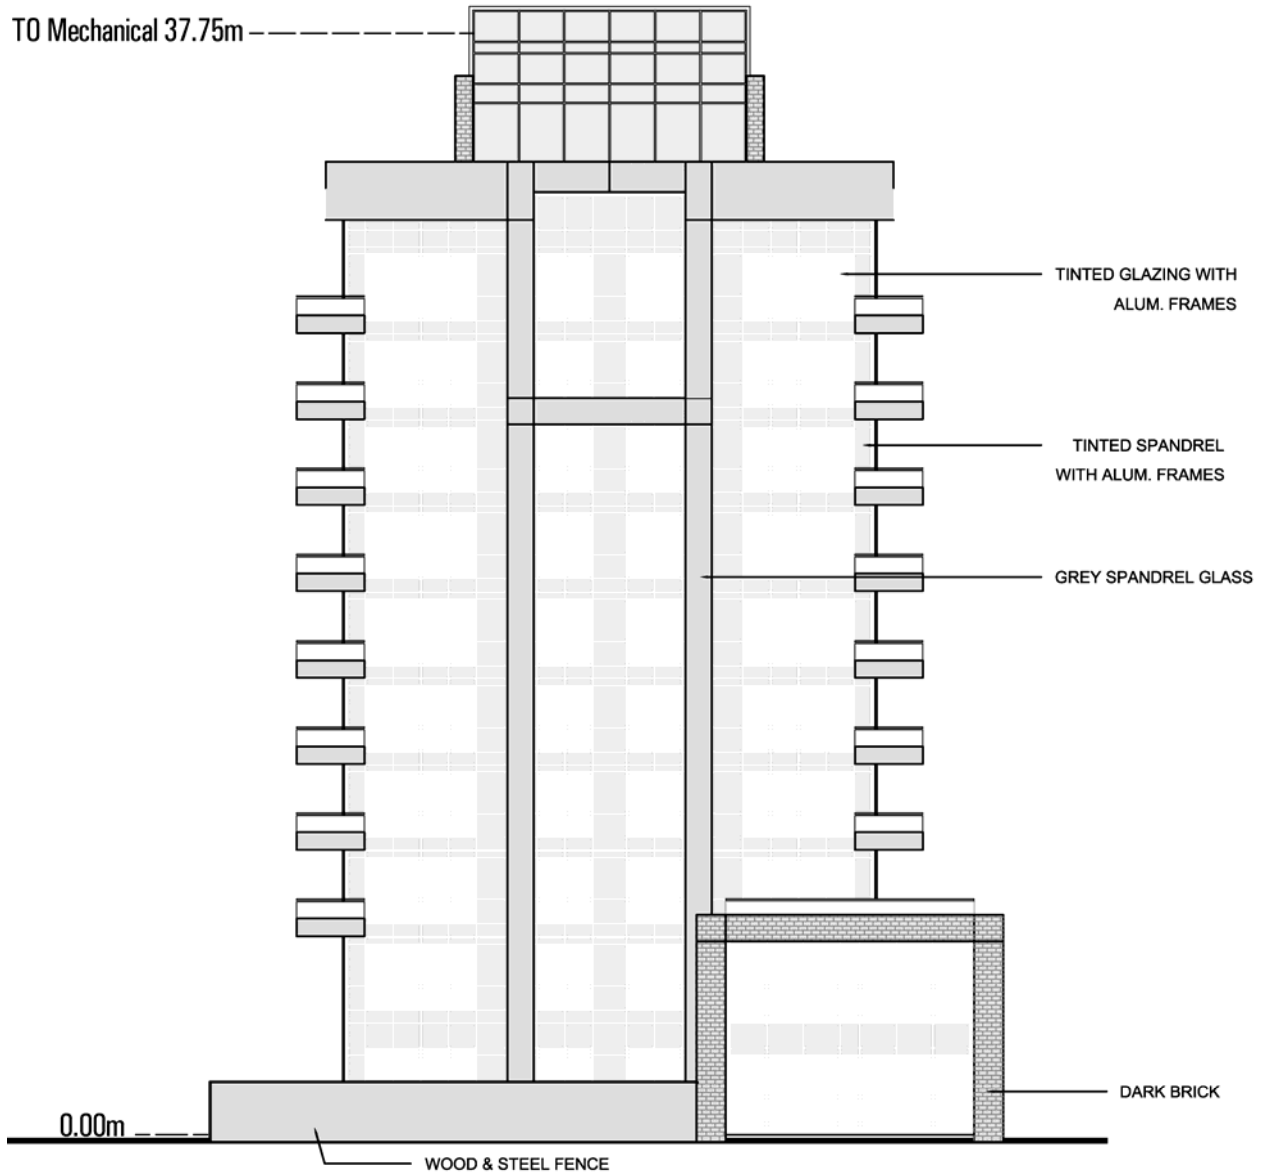 TO Mechanical 37.75m
TINTED GLAZING WITH
ALUM. FRAMES
TINTED SPANDREL
WITH ALUM. FRAMES
GREY SPANDREL GLASS
DARK BRICK
0.00m
WOOD & STEEL FENCE